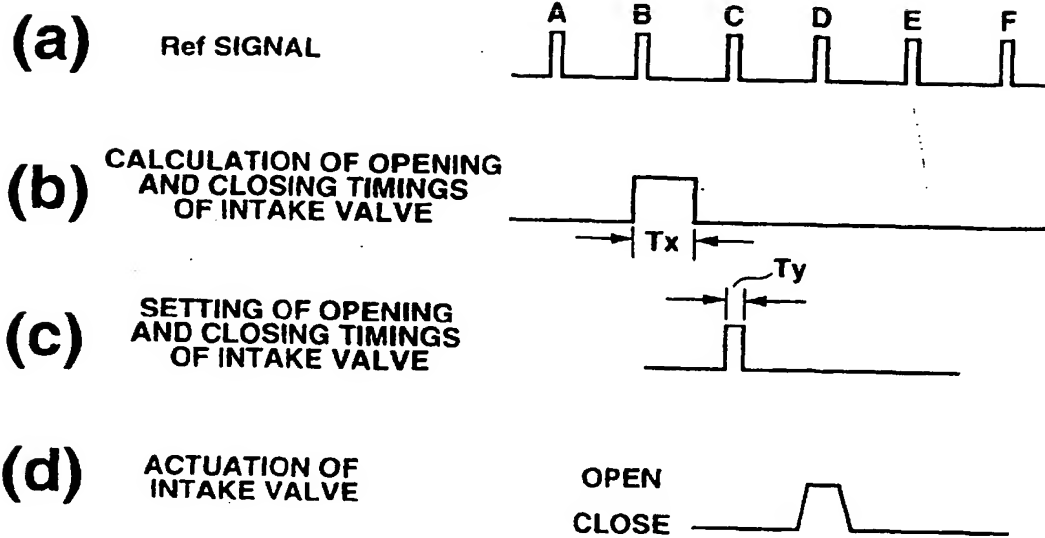 A B C D E F
(a) Ref SIGNAL
(b) CALCULATION OF OPENING
AND CLOSING TIMINGS
OF INTAKE VALVE
Tx
Ty
(c) SETTING OF OPENING
AND CLOSING TIMINGS
OF INTAKE VALVE
(d) ACTUATION OF
INTAKE VALVE
OPEN
CLOSE